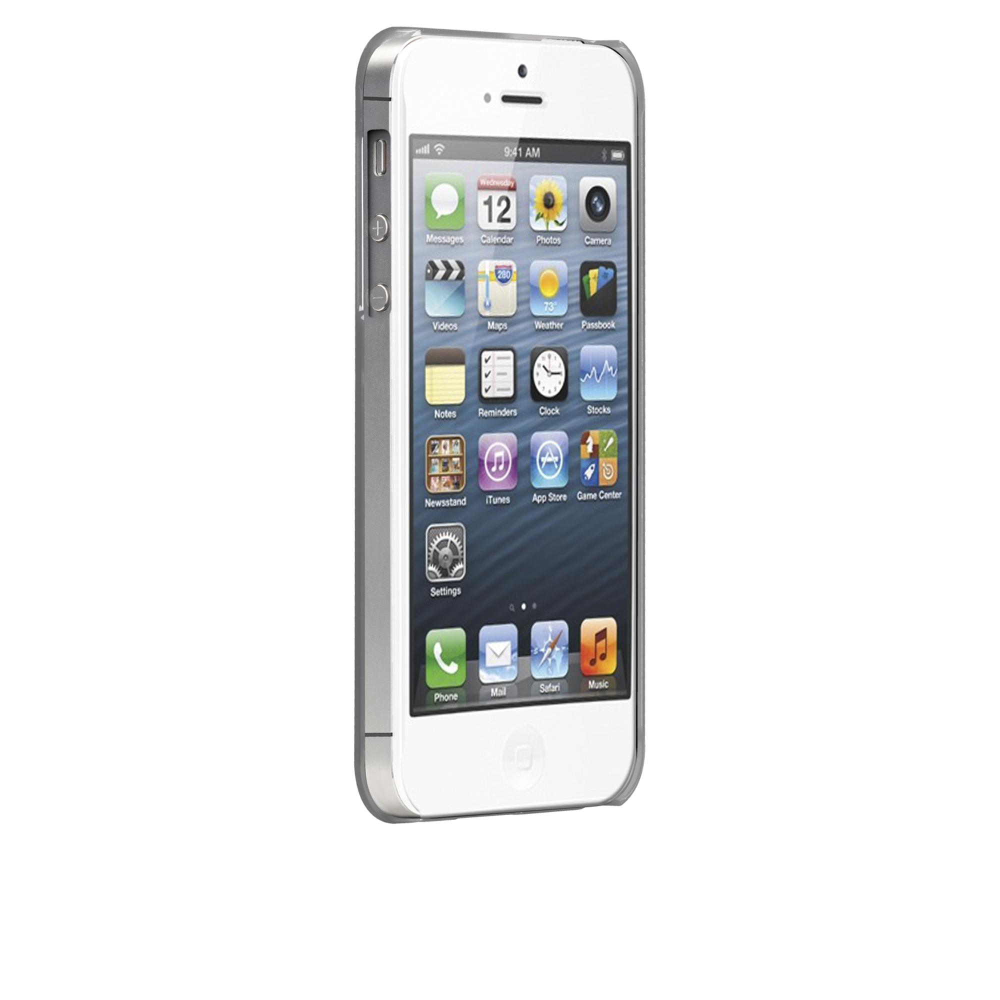 9:41 AM
Wednesday
12
Messages Calendar Photos Camera
280
73°
Videos Maps Weather Passbook
Notes Reminders Clock Stocks
Newsstand iTunes App Store Game Center
Settings
Phone Mail Safari Music